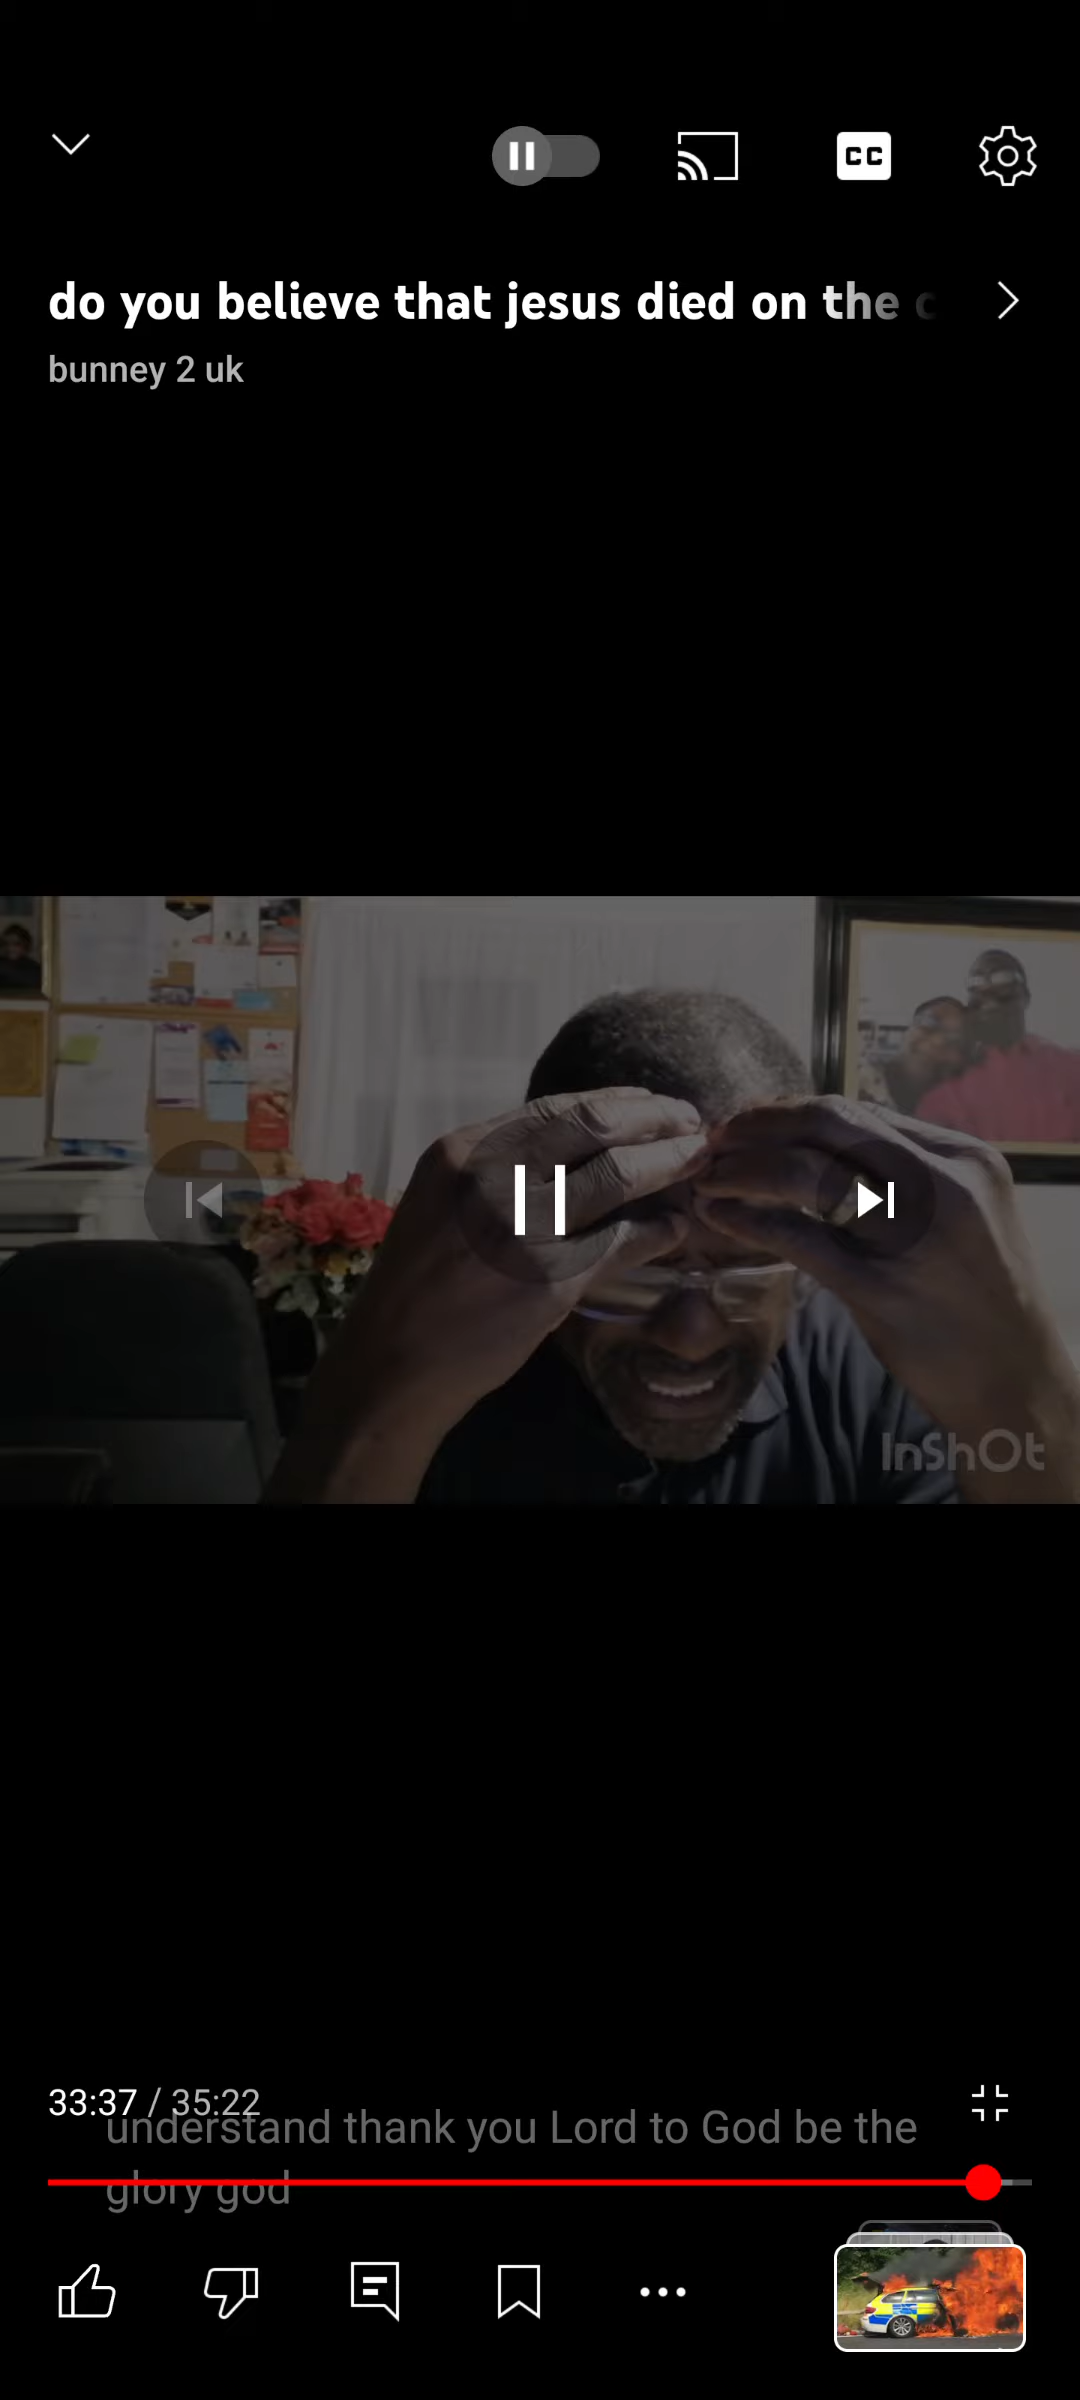 CC
do you believe that jesus died on the
bunney 2 uk
InShOt
33:37 / 35:22
understand thank you Lord to God be the
glory god